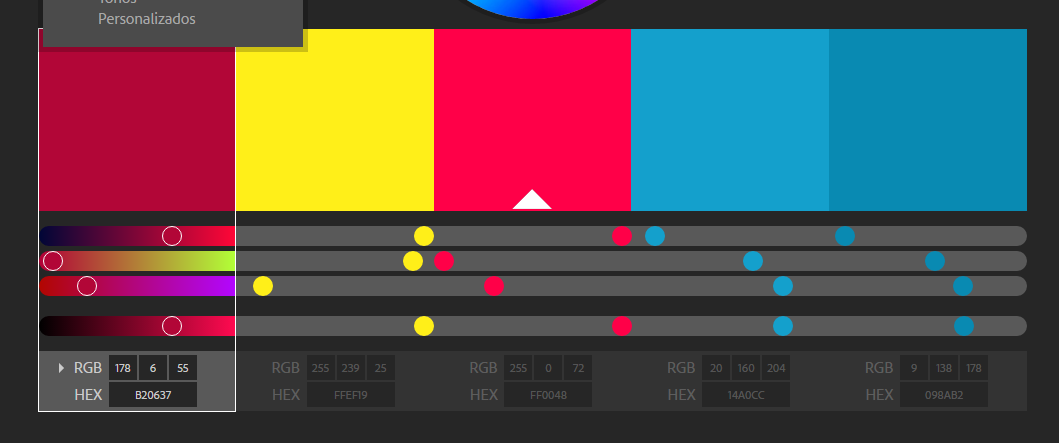 Tonos
Personalizados
RGB 178 6 55 RGB 255 239 25 RGB 255 0 72 RGB 20 160 204 RGB 9 138 178
HEX B20637 HEX FFEF19 HEX FF0048 HEX 14A0CC HEX 098AB2